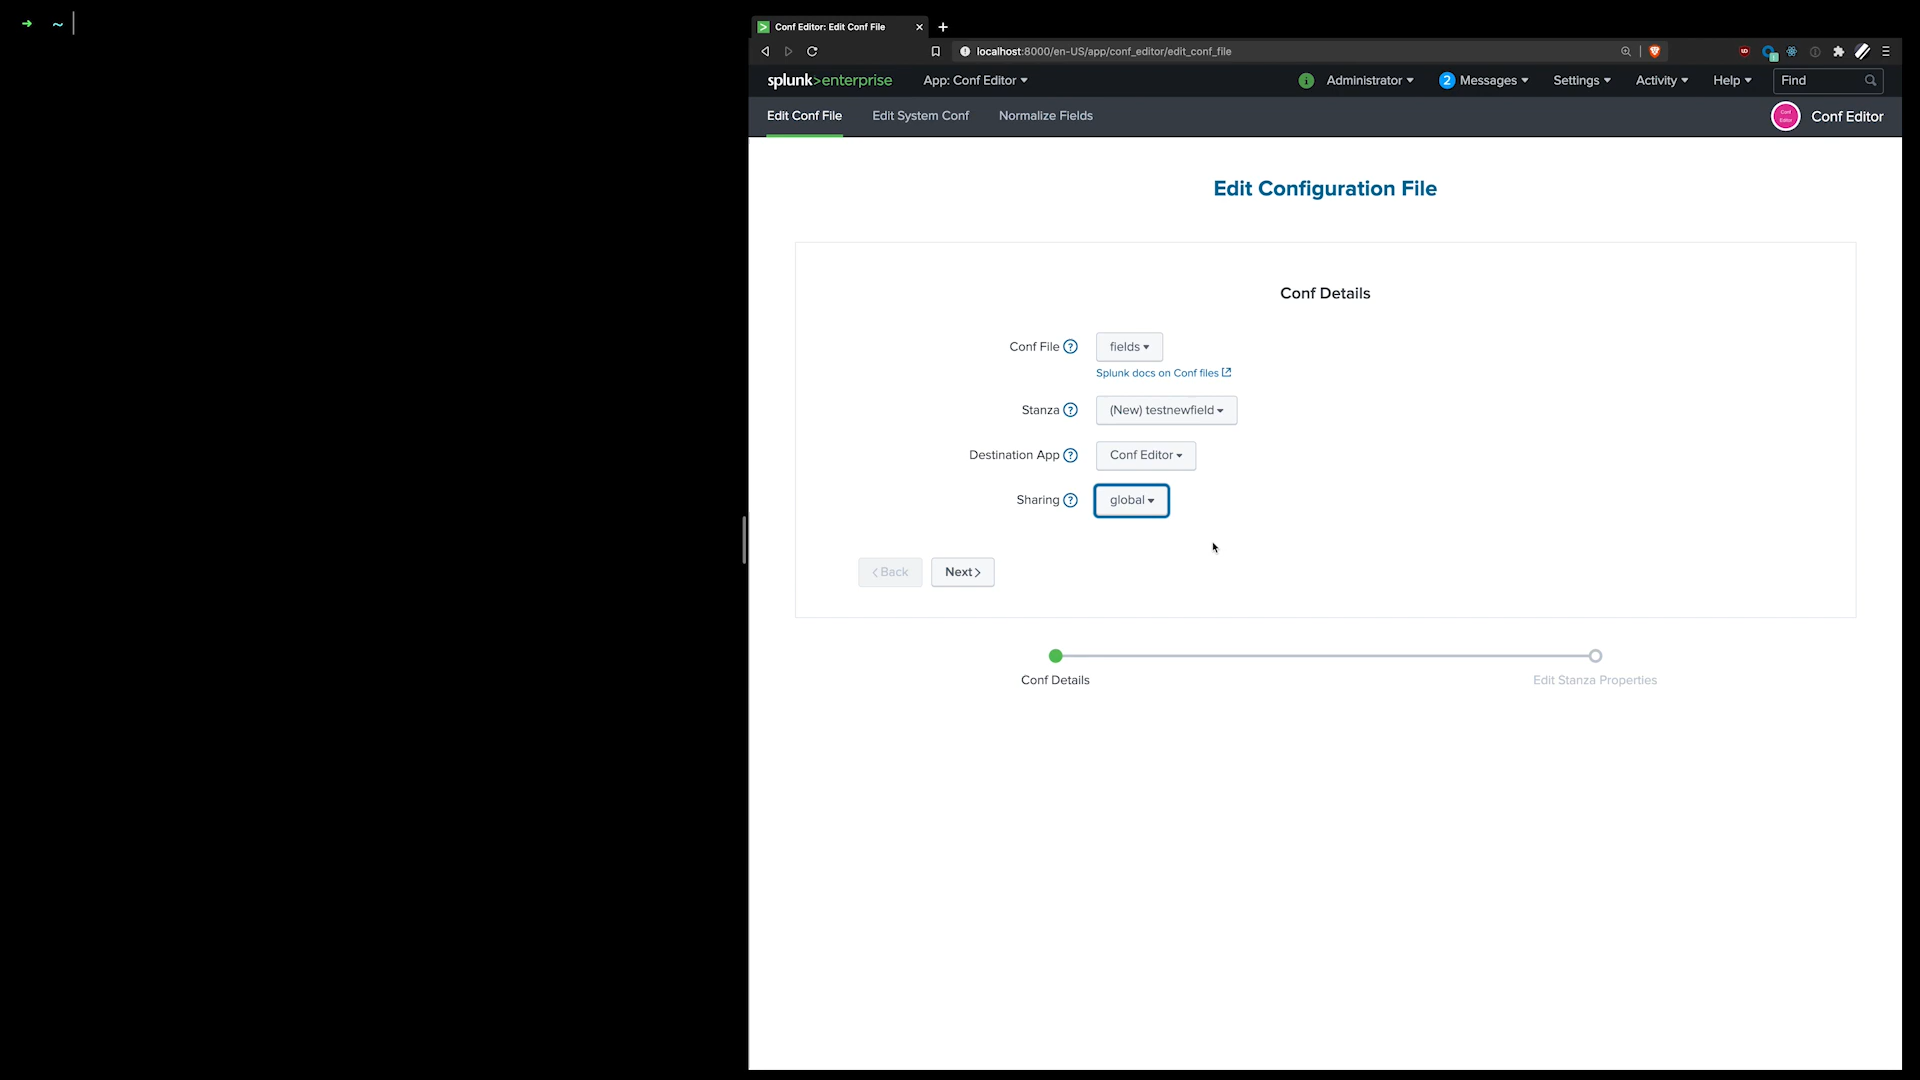 ➜ ~
Conf Editor: Edit Conf File
localhost:8000/en-US/app/conf_editor/edit_conf_file
splunk>enterprise App: Conf Editor Administrator 2 Messages Settings Activity Help Find
Edit Conf File Edit System Conf Normalize Fields Conf Editor Conf Editor
Edit Configuration File
Conf Details
Conf File ? fields
Splunk docs on Conf files
Stanza ? (New) testnewfield
Destination App ? Conf Editor
Sharing ? global
Back Next
Conf Details Edit Stanza Properties